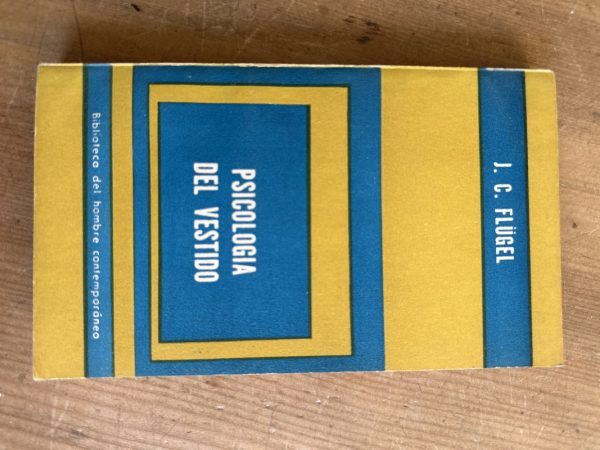 J. C. FLÜGEL
PSICOLOGIA
DEL VESTIDO
Biblioteca del hombre contemporáneo